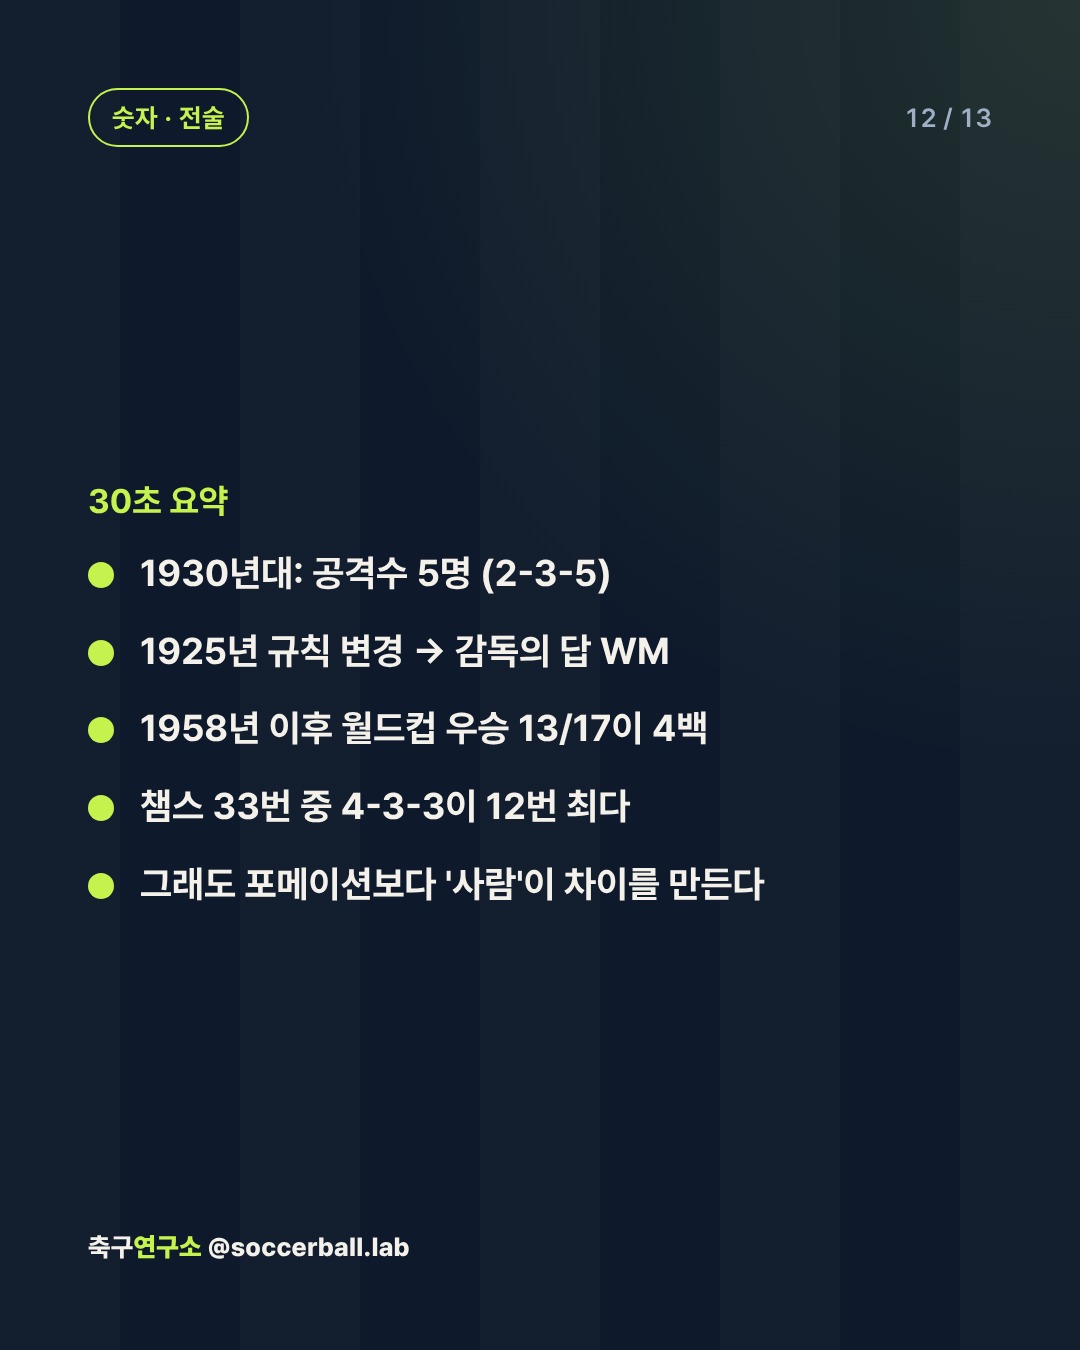 숫자 · 전술
12 / 13
30초 요약
1930년대: 공격수 5명 (2-3-5)
1925년 규칙 변경 → 감독의 답 WM
1958년 이후 월드컵 우승 13/17이 4백
챔스 33번 중 4-3-3이 12번 최다
그래도 포메이션보다 '사람'이 차이를 만든다
축구연구소 @soccerball.lab